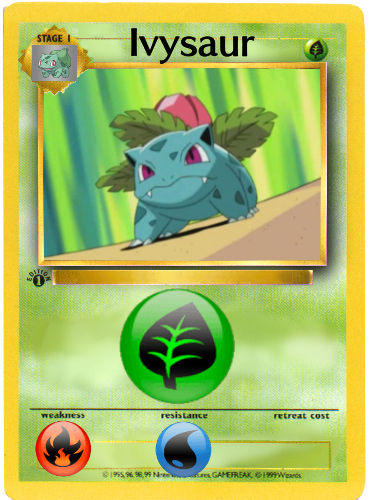 STAGE 1
Ivysaur
EDITION
1
weakness resistance retreat cost
© 1995, 96, 98, 99 Nintendo, Creatures, GAMEFREAK. © 1999 Wizards.